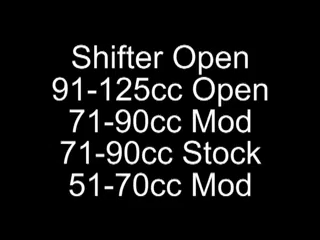 Shifter Open
91-125cc Open
71-90cc Mod
71-90cc Stock
51-70cc Mod